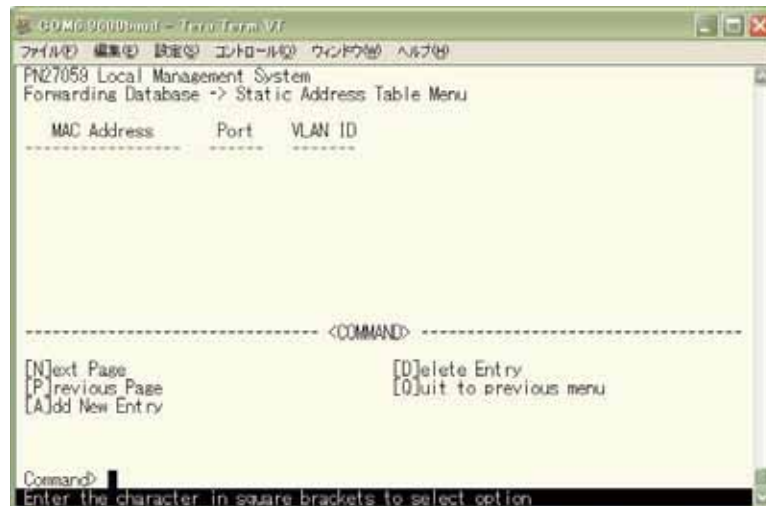 COM6:9600baud - Tera Term VT
ファイル(F) 編集(E) 設定(S) コントロール(O) ウィンドウ(W) ヘルプ(H)
PN27059 Local Management System
Forwarding Database -> Static Address Table Menu
MAC Address Port VLAN ID
----------------- ------ -------
-------------------------------- <COMMAND> -----------------------------------
[N]ext Page [D]elete Entry
[P]revious Page [Q]uit to previous menu
[A]dd New Entry
Command>
Enter the character in square brackets to select option